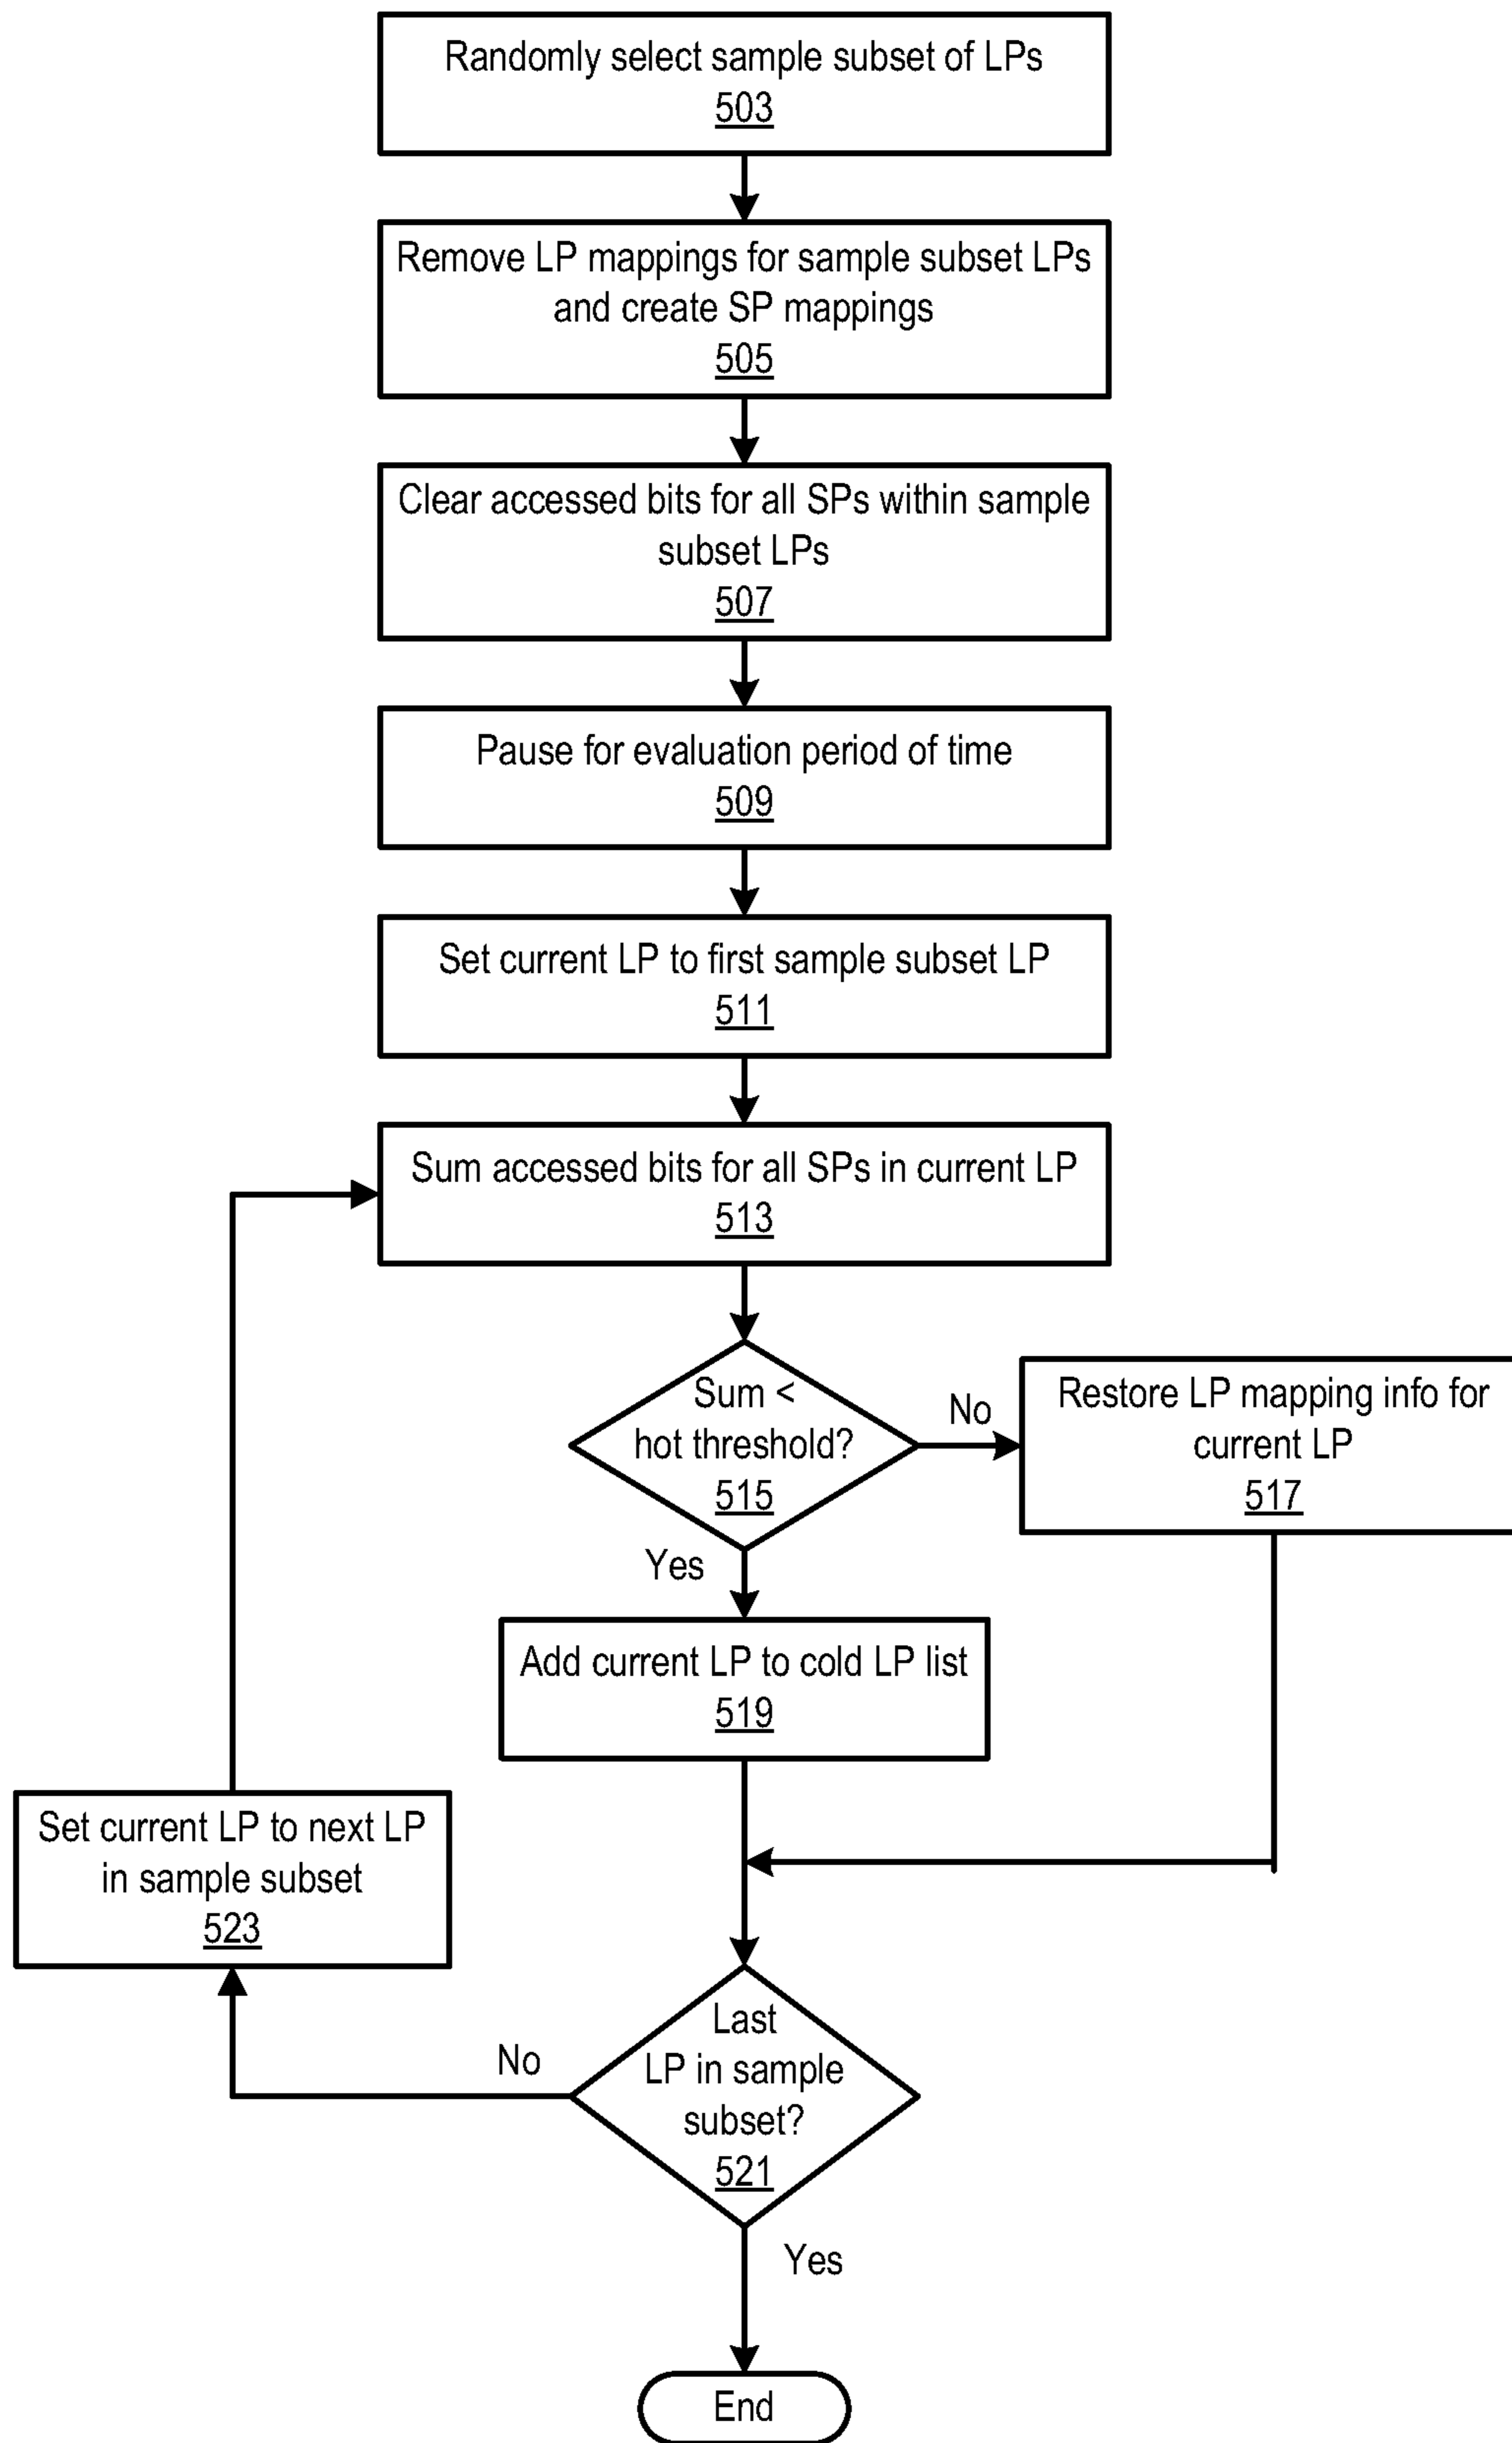 Randomly select sample subset of LPs
503
Remove LP mappings for sample subset LPs
and create SP mappings
505
Clear accessed bits for all SPs within sample
subset LPs
507
Pause for evaluation period of time
509
Set current LP to first sample subset LP
511
Sum accessed bits for all SPs in current LP
513
Sum <
hot threshold?
515
No
Restore LP mapping info for
current LP
517
Yes
Add current LP to cold LP list
519
Set current LP to next LP
in sample subset
523
Last
LP in sample
subset?
521
No
Yes
End